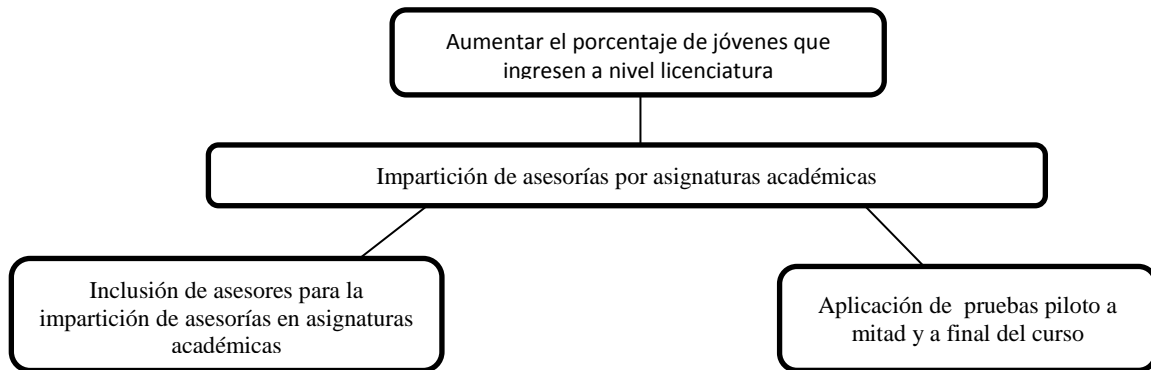 Aumentar el porcentaje de jóvenes que
ingresen a nivel licenciatura
Impartición de asesorías por asignaturas académicas
Inclusión de asesores para la
impartición de asesorías en asignaturas
académicas
Aplicación de pruebas piloto a
mitad y a final del curso